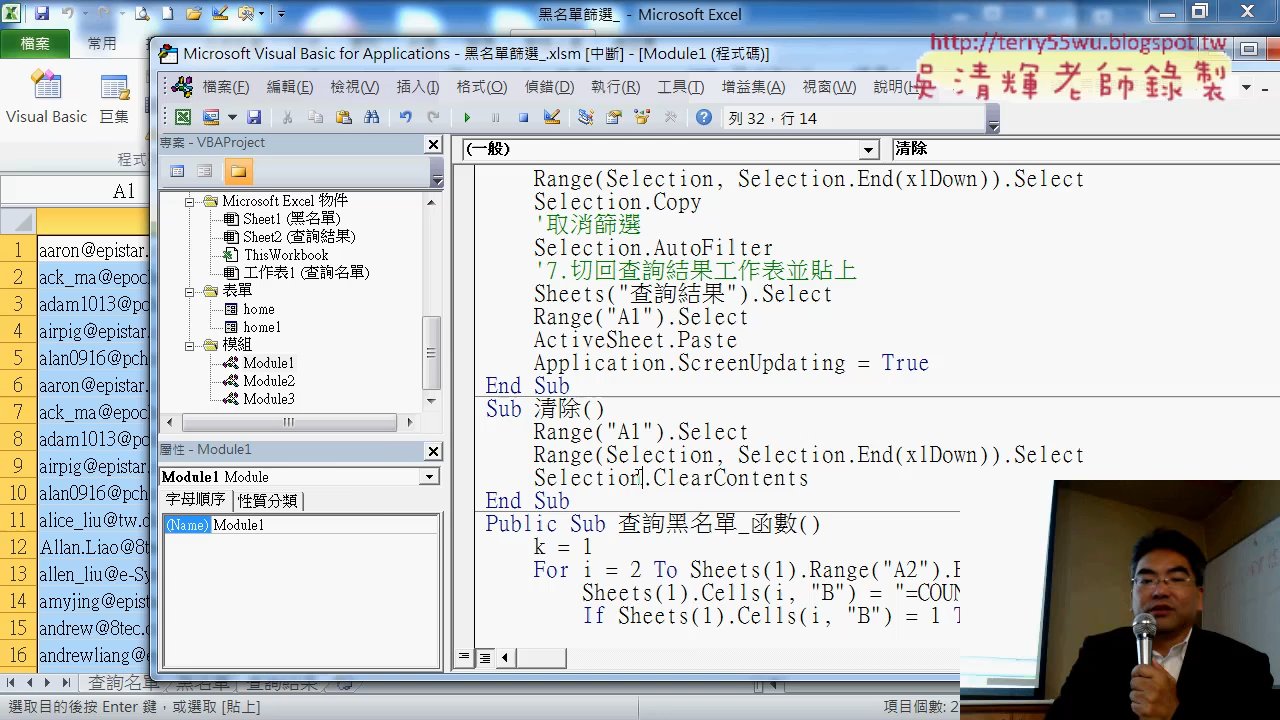 黑名單篩選_ - Microsoft Excel
檔案
常用
Visual Basic
巨集
A1
1 aaron@epistar.
2 ack_ma@epoc
3 adam1013@pc
4 airpig@epistar.
5 alan0916@pch
6 aaron@epistar.
7 ack_ma@epoc
8 adam1013@pc
9 airpig@epistar.
10 alan0916@pch
11 alice_liu@tw.d
12 Allan.Liao@8t
13 allen_liu@e-Sy
14 amyjing@epist
15 andrew@8tec.c
16 andrewliang@e
查詢名單 黑名單 查詢結果
選取目的後按 Enter 鍵，或選取 [貼上]
項目個數: 2
Microsoft Visual Basic for Applications - 黑名單篩選_.xlsm [中斷] - [Module1 (程式碼)]
http://terry55wu.blogspot.tw
吳清輝老師錄製
檔案(F) 編輯(E) 檢視(V) 插入(I) 格式(O) 偵錯(D) 執行(R) 工具(T) 增益集(A) 視窗(W) 說明(H)
列 32，行 14
專案 - VBAProject
Microsoft Excel 物件
Sheet1 (黑名單)
Sheet2 (查詢結果)
ThisWorkbook
工作表1 (查詢名單)
表單
home
home1
模組
Module1
Module2
Module3
屬性 - Module1
Module1 Module
字母順序 性質分類
(Name) Module1
(一般) 清除
Range(Selection, Selection.End(xlDown)).Select
Selection.Copy
'取消篩選
Selection.AutoFilter
'7.切回查詢結果工作表並貼上
Sheets("查詢結果").Select
Range("A1").Select
ActiveSheet.Paste
Application.ScreenUpdating = True
End Sub
Sub 清除()
Range("A1").Select
Range(Selection, Selection.End(xlDown)).Select
Selection.ClearContents
End Sub
Public Sub 查詢黑名單_函數()
k = 1
For i = 2 To Sheets(1).Range("A2").E
Sheets(1).Cells(i, "B") = "=COUN
If Sheets(1).Cells(i, "B") = 1 T